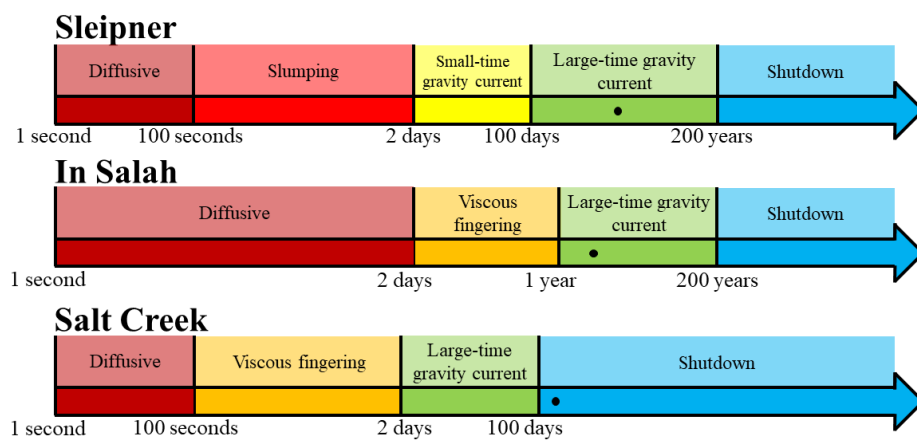 Sleipner
Diffusive
Slumping
Small-time
gravity current
Large-time gravity
current
Shutdown
1 second
100 seconds
2 days
100 days
200 years
In Salah
Diffusive
Viscous
fingering
Large-time gravity
current
Shutdown
1 second
2 days
1 year
200 years
Salt Creek
Diffusive
Viscous fingering
Large-time
gravity current
Shutdown
1 second
100 seconds
2 days
100 days